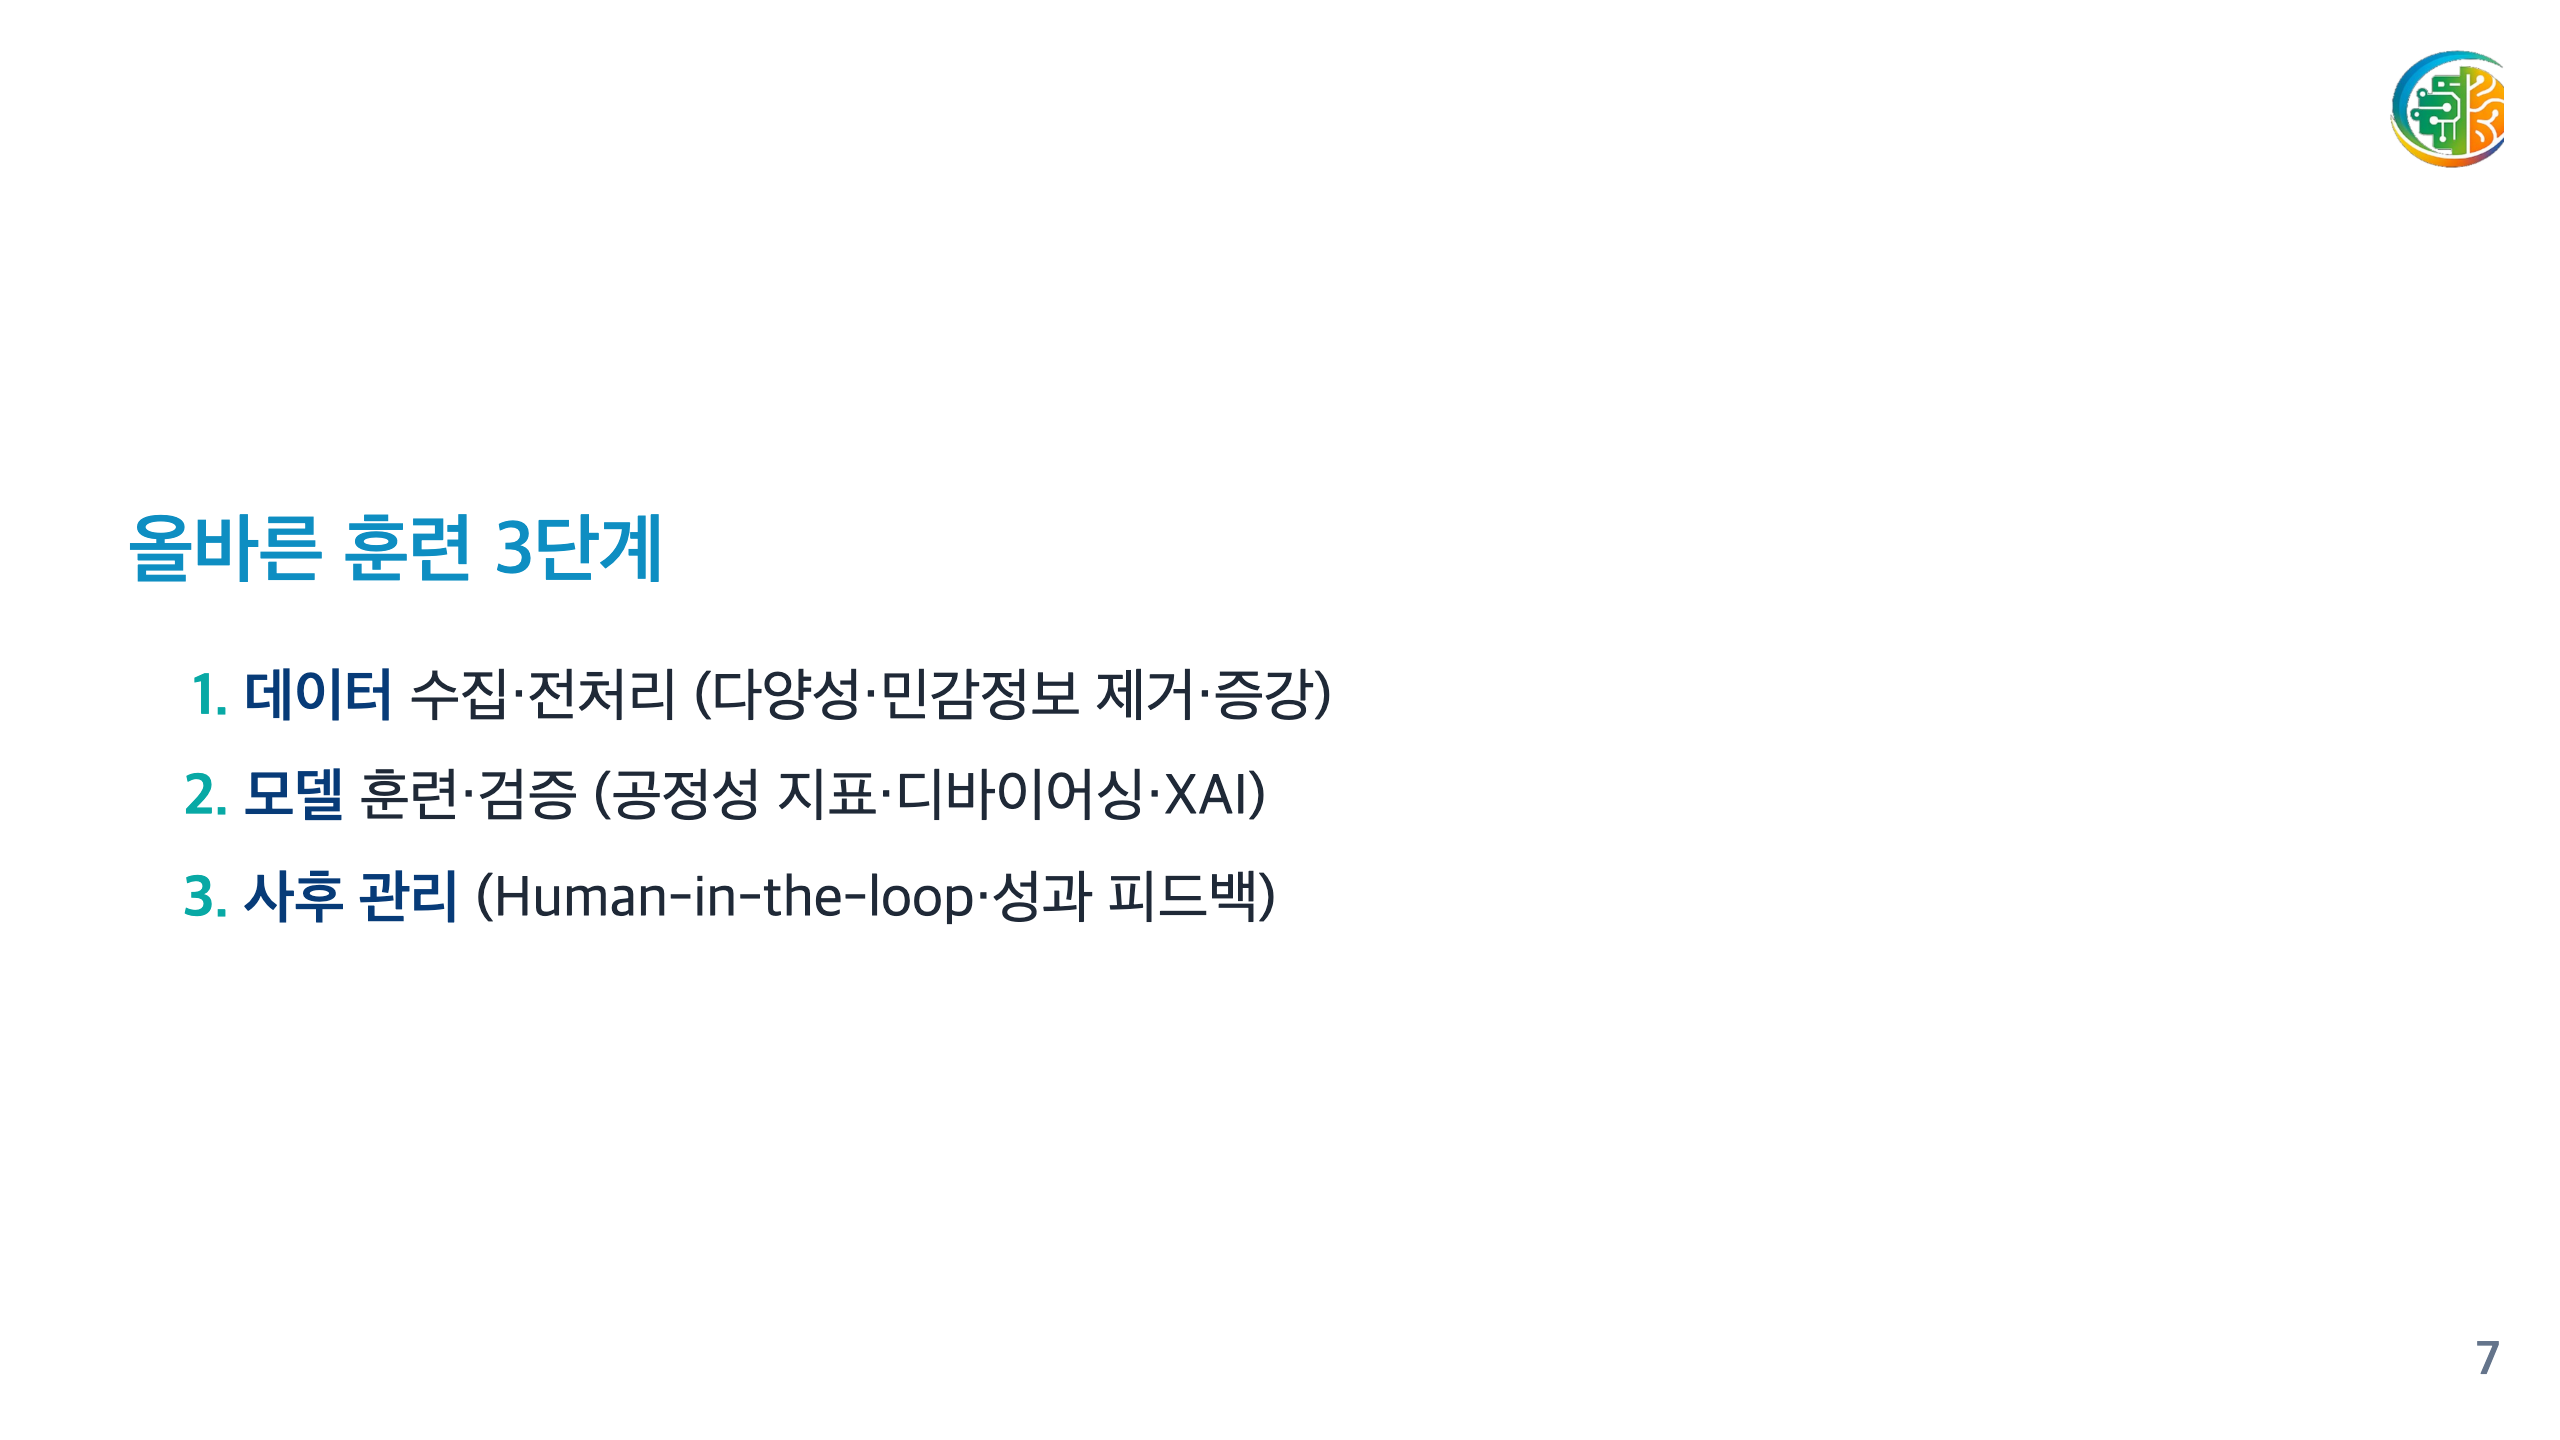 올바른 훈련 3단계
1. 데이터 수집·전처리 (다양성·민감정보 제거·증강)
2. 모델 훈련·검증 (공정성 지표·디바이어싱·XAI)
3. 사후 관리 (Human-in-the-loop·성과 피드백)
7